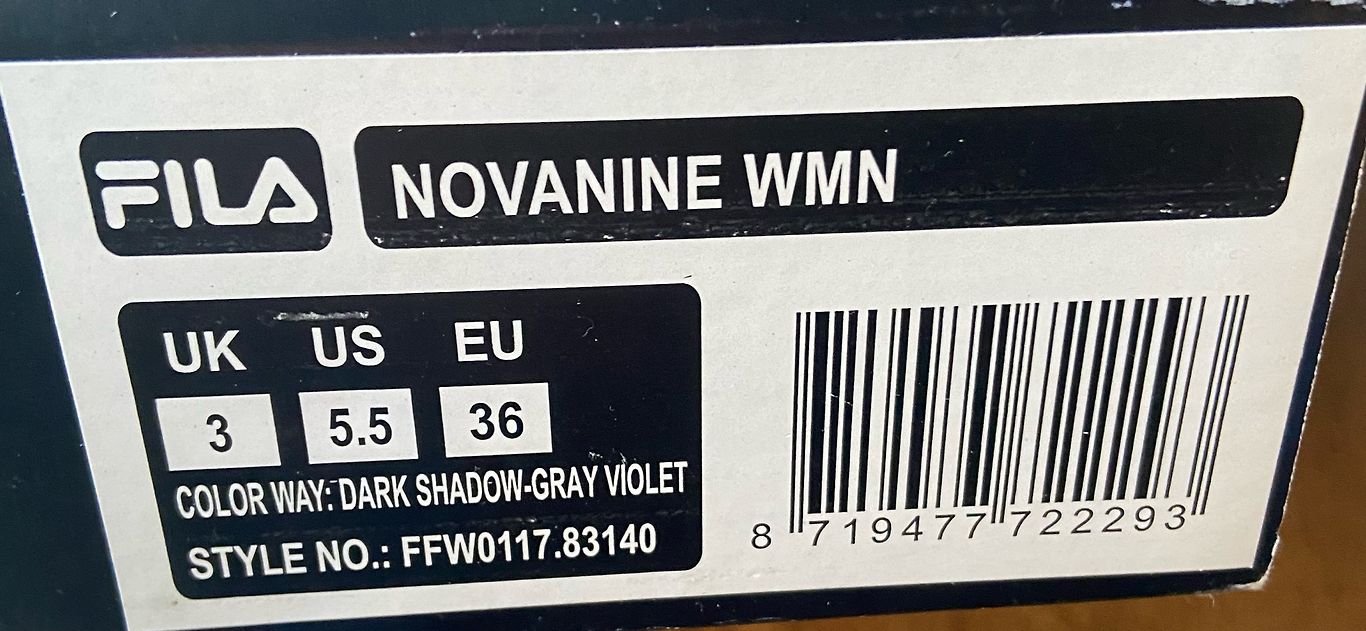 FILA NOVANINE WMN
UK US EU
3 5.5 36
COLOR WAY: DARK SHADOW-GRAY VIOLET
STYLE NO.: FFW0117.83140
8 719477 722293